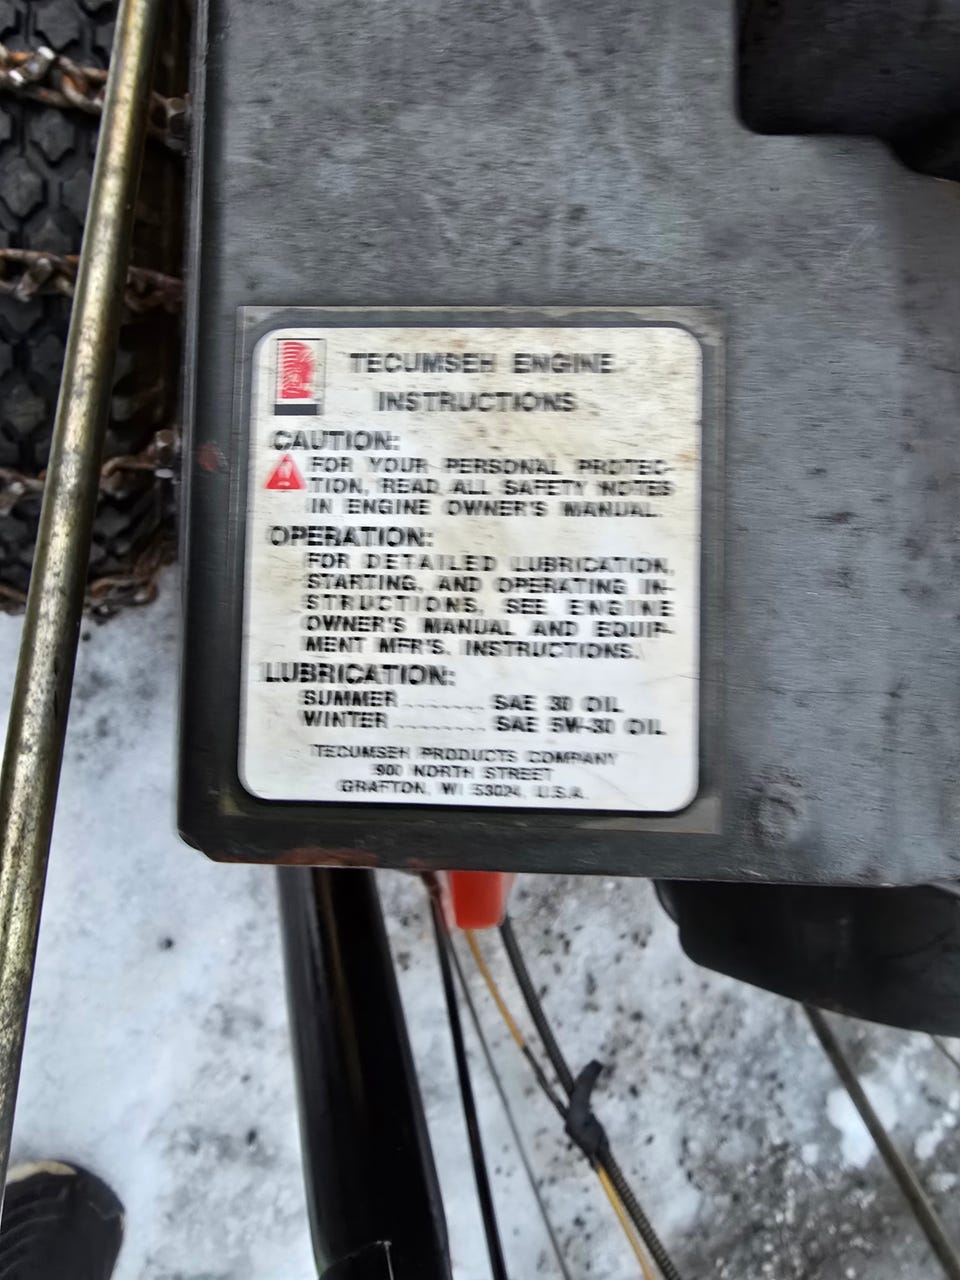 TECUMSEH ENGINE
INSTRUCTIONS
CAUTION:
FOR YOUR PERSONAL PROTEC-
TION, READ ALL SAFETY NOTES
IN ENGINE OWNER'S MANUAL.
OPERATION:
FOR DETAILED LUBRICATION,
STARTING, AND OPERATING IN-
STRUCTIONS, SEE ENGINE
OWNER'S MANUAL AND EQUIP-
MENT MFR'S. INSTRUCTIONS.
LUBRICATION:
SUMMER ........ SAE 30 OIL
WINTER ......... SAE 5W-30 OIL
TECUMSEH PRODUCTS COMPANY
900 NORTH STREET
GRAFTON, WI 53024, U.S.A.